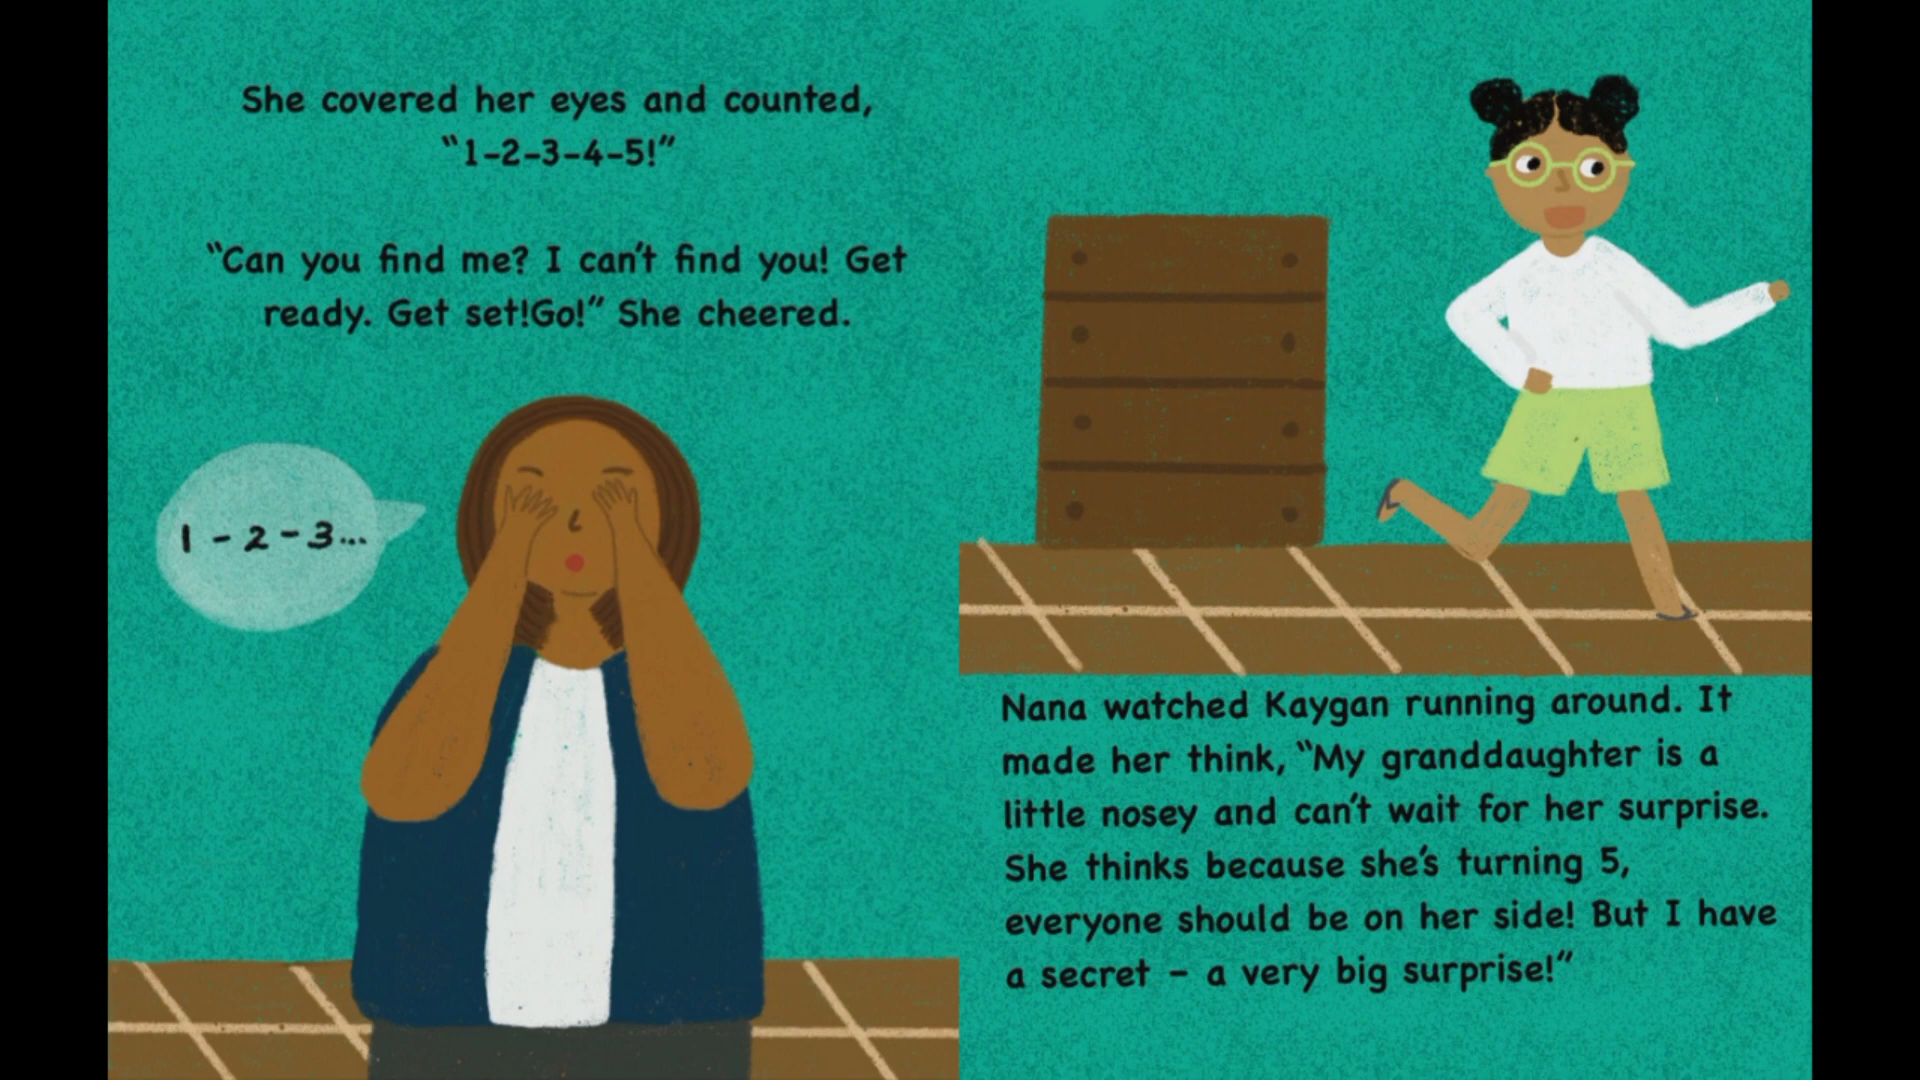 She covered her eyes and counted,
“1-2-3-4-5!”
“Can you find me? I can’t find you! Get
ready. Get set!Go!” She cheered.
1 - 2 - 3...
Nana watched Kaygan running around. It
made her think, “My granddaughter is a
little nosey and can’t wait for her surprise.
She thinks because she’s turning 5,
everyone should be on her side! But I have
a secret – a very big surprise!”